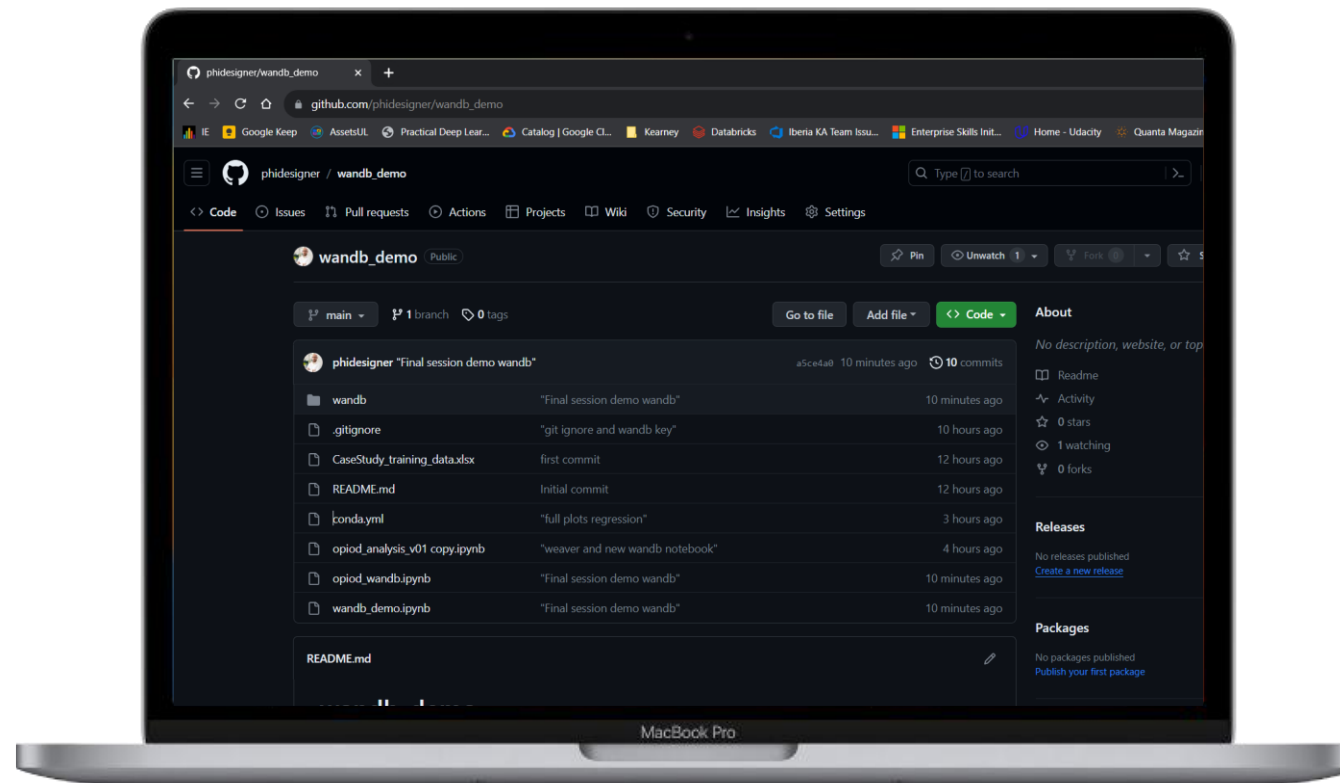 phidesigner/wandb_demo
github.com/phidesigner/wandb_demo
IE Google Keep AssetsUL Practical Deep Lear... Catalog | Google Cl... Kearney Databricks Iberia KA Team Issu... Enterprise Skills Init... Home - Udacity Quanta Magazin
phidesigner / wandb_demo Type / to search
Code Issues Pull requests Actions Projects Wiki Security Insights Settings
wandb_demo Public Pin Unwatch 1 Fork 0 S
main 1 branch 0 tags Go to file Add file Code
phidesigner "Final session demo wandb" a5ce4a0 10 minutes ago 10 commits
wandb "Final session demo wandb" 10 minutes ago
.gitignore "git ignore and wandb key" 10 hours ago
CaseStudy_training_data.xlsx first commit 12 hours ago
README.md Initial commit 12 hours ago
conda.yml "full plots regression" 3 hours ago
opiod_analysis_v01 copy.ipynb "weaver and new wandb notebook" 4 hours ago
opiod_wandb.ipynb "Final session demo wandb" 10 minutes ago
wandb_demo.ipynb "Final session demo wandb" 10 minutes ago
README.md
About
No description, website, or top
Readme
Activity
0 stars
1 watching
0 forks
Releases
No releases published
Create a new release
Packages
No packages published
Publish your first package
MacBook Pro